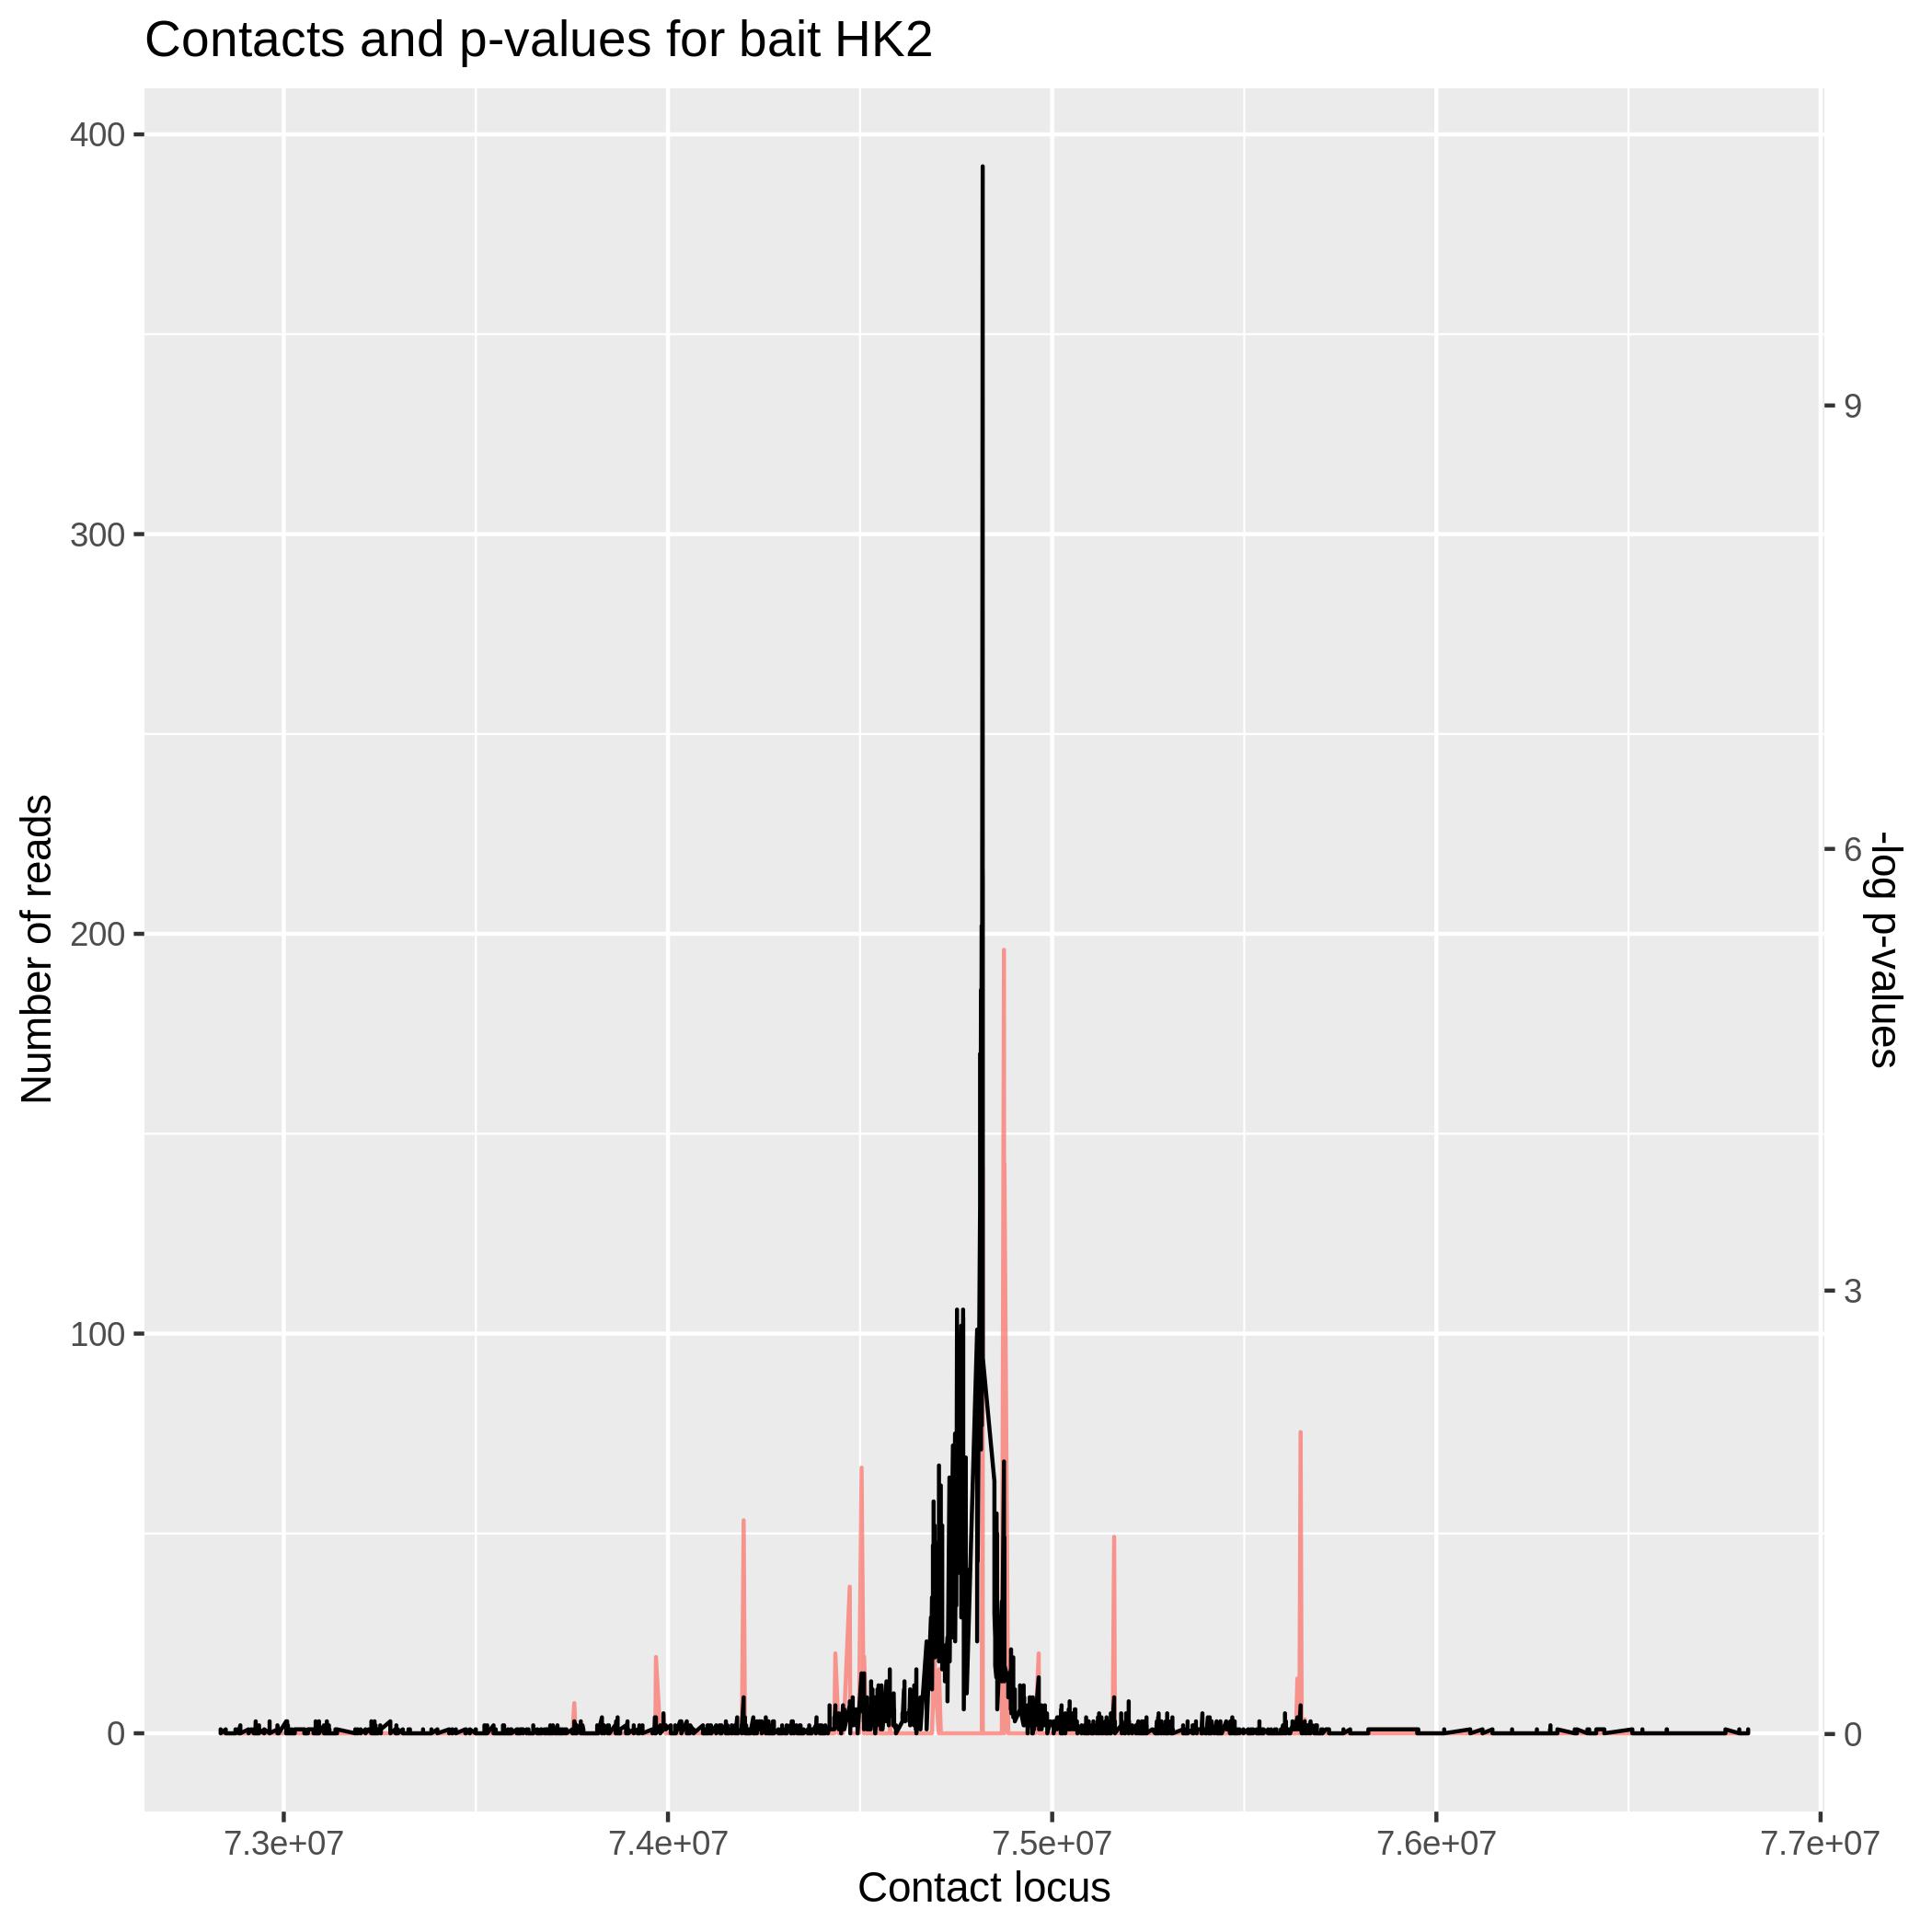 Contacts and p-values for bait HK2
Number of reads
400
300
200
100
0
9
6
3
0
-log p-values
7.3e+07
7.4e+07
7.5e+07
7.6e+07
7.7e+07
Contact locus